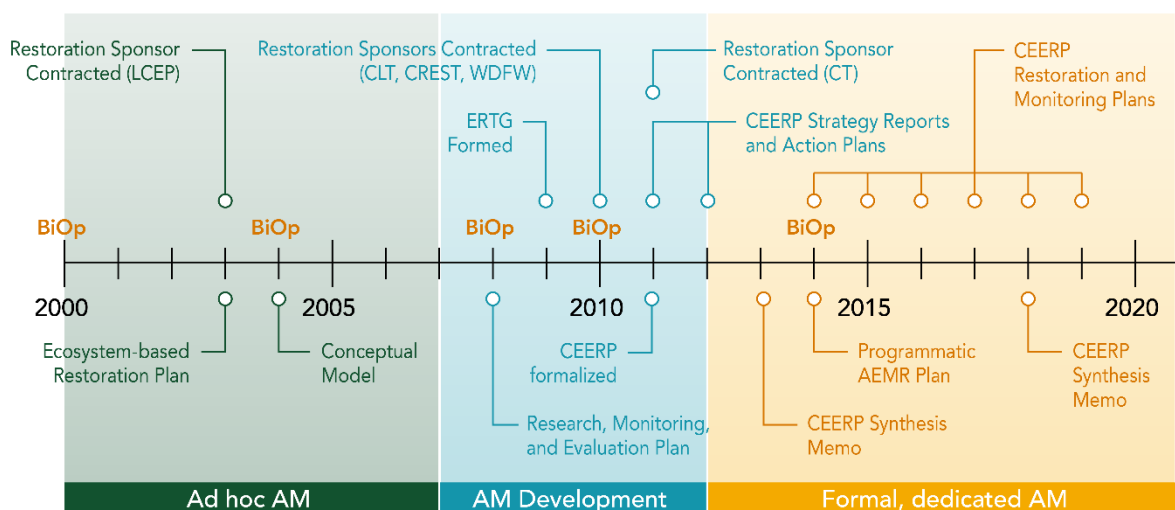 Restoration Sponsor
Contracted (LCEP)
Restoration Sponsors Contracted
(CLT, CREST, WDFW)
ERTG
Formed
Restoration Sponsor
Contracted (CT)
CEERP Strategy Reports
and Action Plans
CEERP
Restoration and
Monitoring Plans
BiOp
BiOp
BiOp
BiOp
BiOp
2000
2005
2010
2015
2020
Ecosystem-based
Restoration Plan
Conceptual
Model
CEERP
formalized
Research, Monitoring,
and Evaluation Plan
Programmatic
AEMR Plan
CEERP Synthesis
Memo
CEERP
Synthesis
Memo
Ad hoc AM
AM Development
Formal, dedicated AM